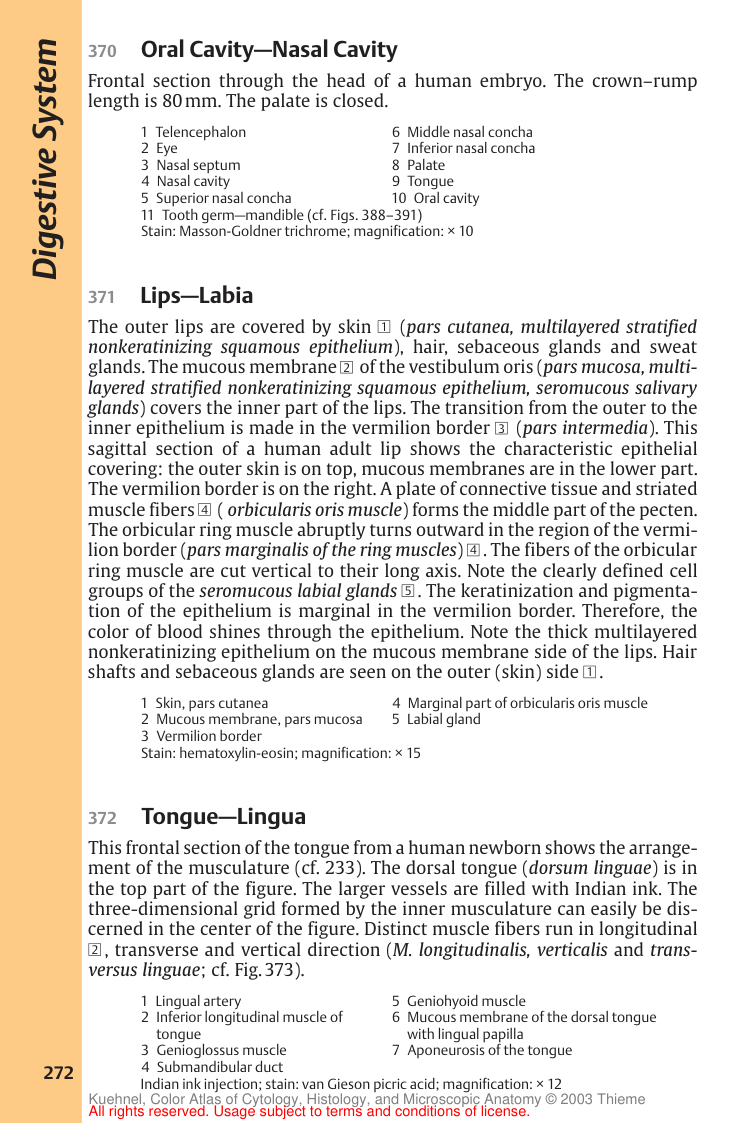 Digestive System
370 Oral Cavity—Nasal Cavity
Frontal section through the head of a human embryo. The crown–rump
length is 80 mm. The palate is closed.
1 Telencephalon
2 Eye
3 Nasal septum
4 Nasal cavity
5 Superior nasal concha
6 Middle nasal concha
7 Inferior nasal concha
8 Palate
9 Tongue
10 Oral cavity
11 Tooth germ—mandible (cf. Figs. 388–391)
Stain: Masson-Goldner trichrome; magnification: × 10
371 Lips—Labia
The outer lips are covered by skin 1 (pars cutanea, multilayered stratified
nonkeratinizing squamous epithelium), hair, sebaceous glands and sweat
glands. The mucous membrane 2 of the vestibulum oris (pars mucosa, multi-
layered stratified nonkeratinizing squamous epithelium, seromucous salivary
glands) covers the inner part of the lips. The transition from the outer to the
inner epithelium is made in the vermilion border 3 (pars intermedia). This
sagittal section of a human adult lip shows the characteristic epithelial
covering: the outer skin is on top, mucous membranes are in the lower part.
The vermilion border is on the right. A plate of connective tissue and striated
muscle fibers 4 ( orbicularis oris muscle) forms the middle part of the pecten.
The orbicular ring muscle abruptly turns outward in the region of the vermi-
lion border (pars marginalis of the ring muscles) 4 . The fibers of the orbicular
ring muscle are cut vertical to their long axis. Note the clearly defined cell
groups of the seromucous labial glands 5 . The keratinization and pigmenta-
tion of the epithelium is marginal in the vermilion border. Therefore, the
color of blood shines through the epithelium. Note the thick multilayered
nonkeratinizing epithelium on the mucous membrane side of the lips. Hair
shafts and sebaceous glands are seen on the outer (skin) side 1 .
1 Skin, pars cutanea
2 Mucous membrane, pars mucosa
3 Vermilion border
4 Marginal part of orbicularis oris muscle
5 Labial gland
Stain: hematoxylin-eosin; magnification: × 15
372 Tongue—Lingua
This frontal section of the tongue from a human newborn shows the arrange-
ment of the musculature (cf. 233). The dorsal tongue (dorsum linguae) is in
the top part of the figure. The larger vessels are filled with Indian ink. The
three-dimensional grid formed by the inner musculature can easily be dis-
cerned in the center of the figure. Distinct muscle fibers run in longitudinal
2 , transverse and vertical direction (M. longitudinalis, verticalis and trans-
versus linguae; cf. Fig. 373).
1 Lingual artery
2 Inferior longitudinal muscle of
tongue
3 Genioglossus muscle
4 Submandibular duct
5 Geniohyoid muscle
6 Mucous membrane of the dorsal tongue
with lingual papilla
7 Aponeurosis of the tongue
Indian ink injection; stain: van Gieson picric acid; magnification: × 12
272
Kuehnel, Color Atlas of Cytology, Histology, and Microscopic Anatomy © 2003 Thieme
All rights reserved. Usage subject to terms and conditions of license.